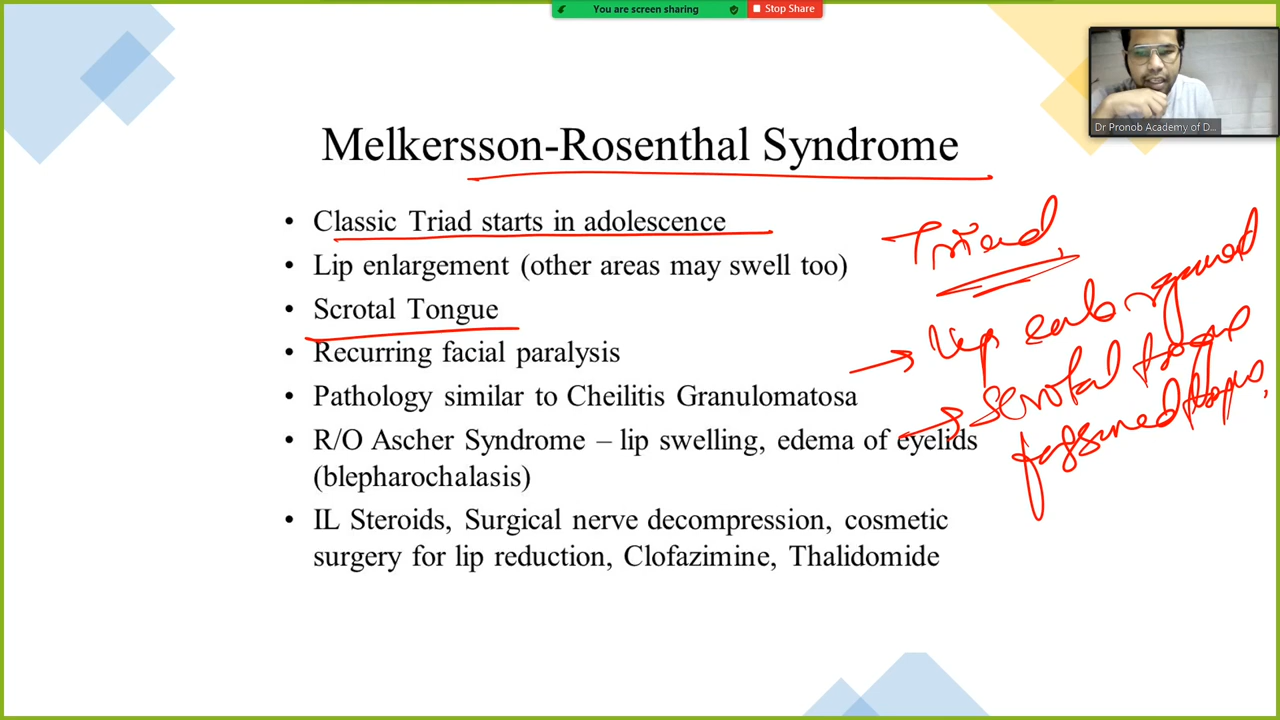 You are screen sharing
Stop Share
Dr Pronob Academy of D...
Melkersson-Rosenthal Syndrome
• Classic Triad starts in adolescence
• Lip enlargement (other areas may swell too)
• Scrotal Tongue
• Recurring facial paralysis
• Pathology similar to Cheilitis Granulomatosa
• R/O Ascher Syndrome – lip swelling, edema of eyelids
(blepharochalasis)
• IL Steroids, Surgical nerve decompression, cosmetic
surgery for lip reduction, Clofazimine, Thalidomide
Triad
→ Lip
→ Scrotal